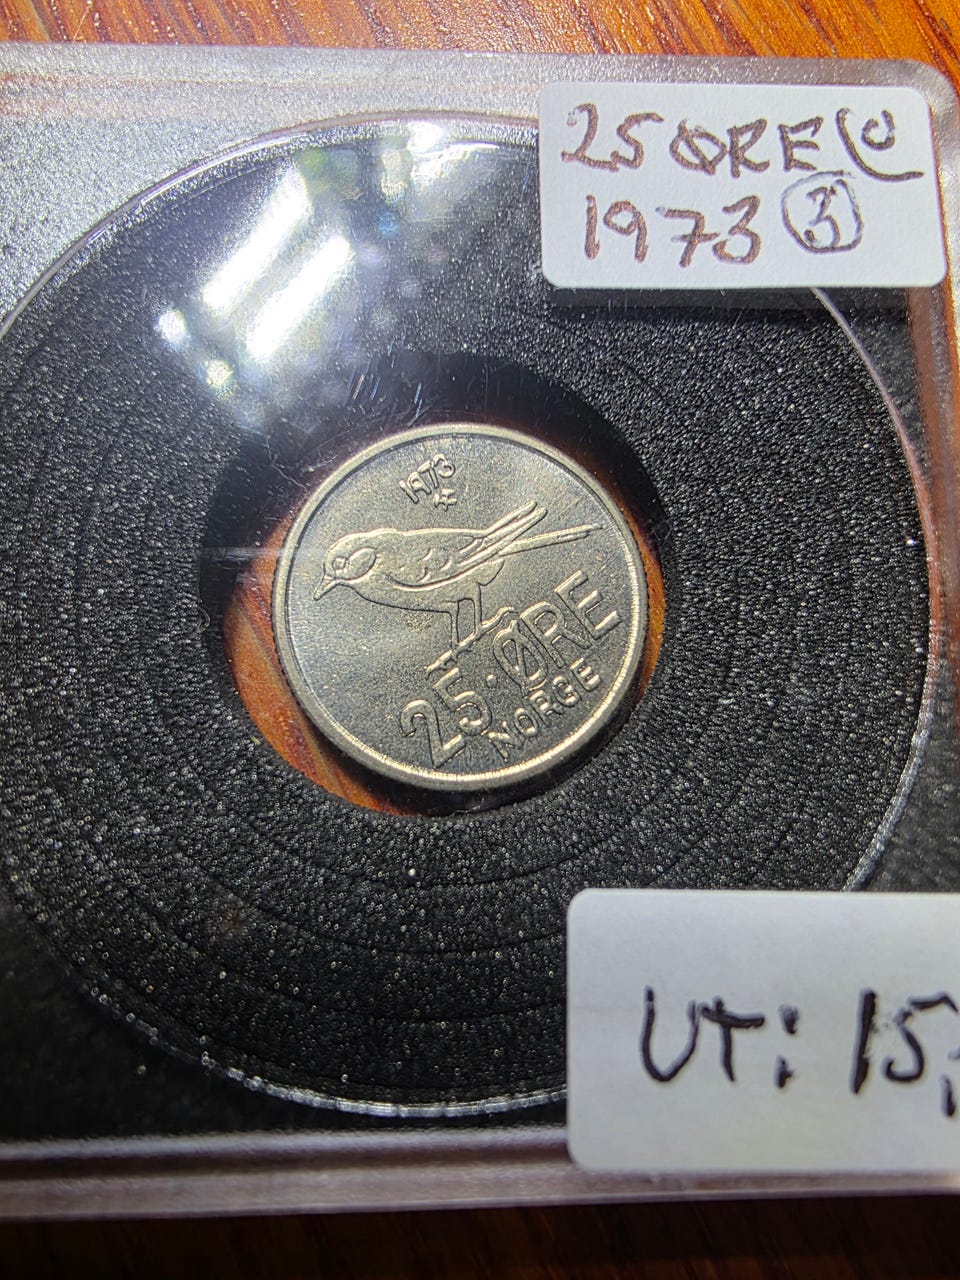 25 ØRE
1973 3
1973
25·ØRE
NORGE
UT: 15,